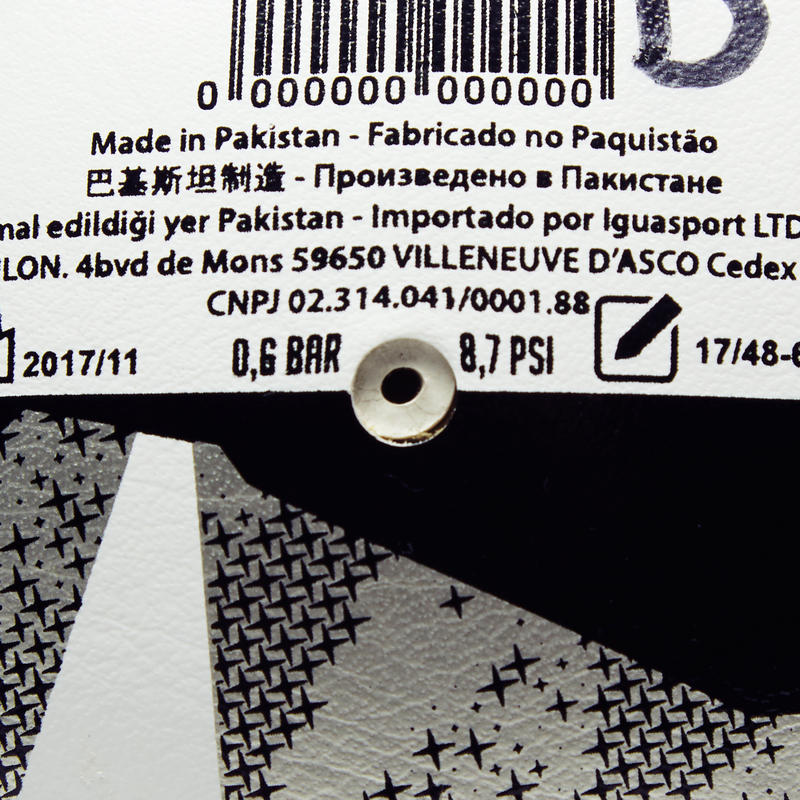 0 000000 000000
Made in Pakistan - Fabricado no Paquistão
巴基斯坦制造 - Произведено в Пакистане
mal edildiği yer Pakistan - Importado por Iguasport LTD
LON. 4bvd de Mons 59650 VILLENEUVE D'ASCO Cedex
CNPJ 02.314.041/0001.88
2017/11 0,6 BAR 8,7 PSI 17/48-